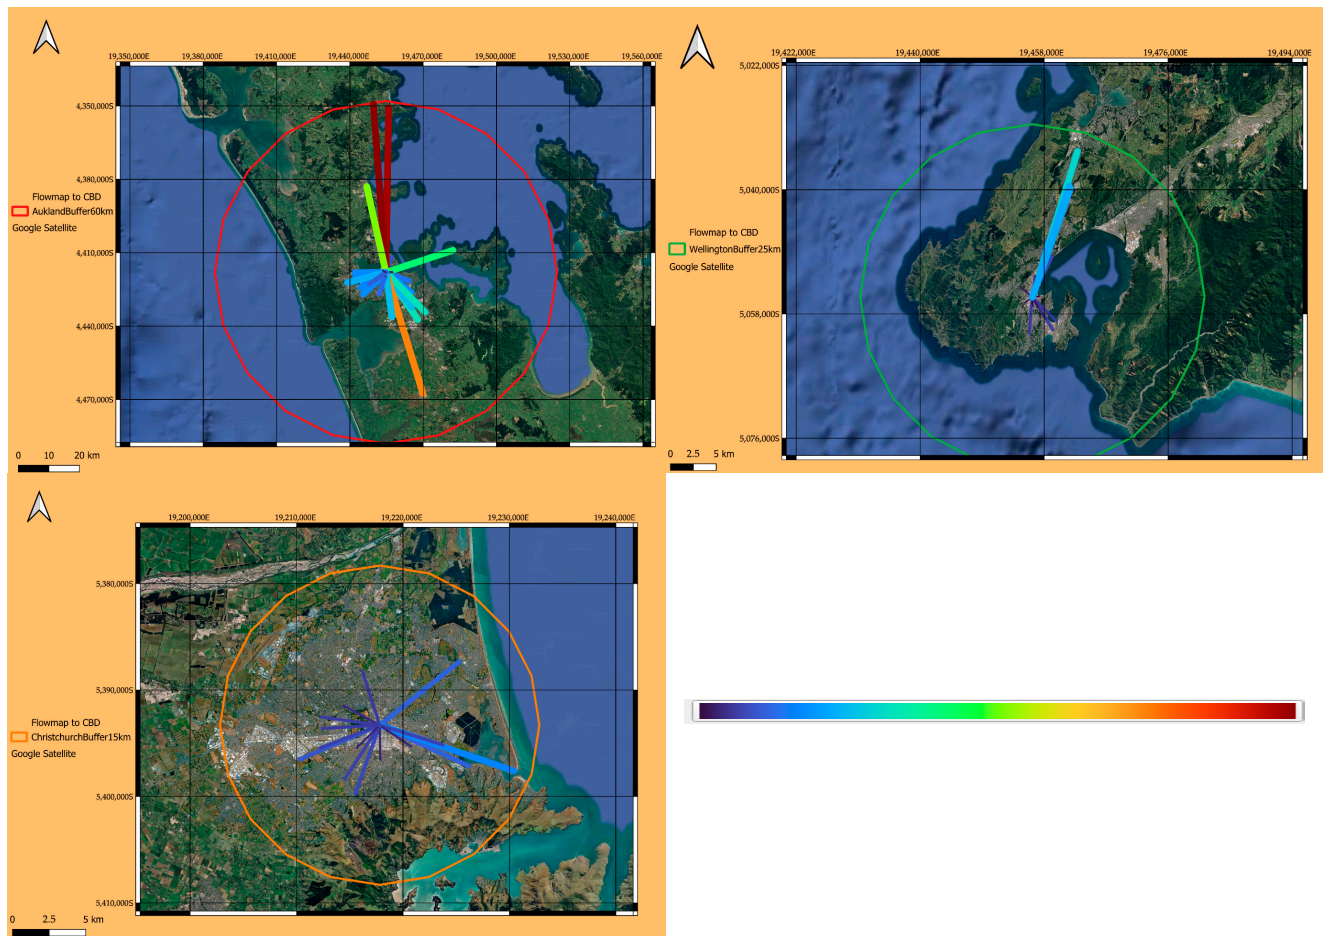 19,350,000E 19,380,000E 19,410,000E 19,440,000E 19,470,000E 19,500,000E 19,530,000E 19,560,000E
4,350,000S
4,380,000S
4,410,000S
4,440,000S
4,470,000S
Flowmap to CBD
AuklandBuffer60km
Google Satellite
0 10 20 km
19,422,000E 19,440,000E 19,458,000E 19,476,000E 19,494,000E
5,022,000S
5,040,000S
5,058,000S
5,076,000S
Flowmap to CBD
WellingtonBuffer25km
Google Satellite
0 2.5 5 km
19,200,000E 19,210,000E 19,220,000E 19,230,000E 19,240,000E
5,380,000S
5,390,000S
5,400,000S
5,410,000S
Flowmap to CBD
ChristchurchBuffer15km
Google Satellite
0 2.5 5 km